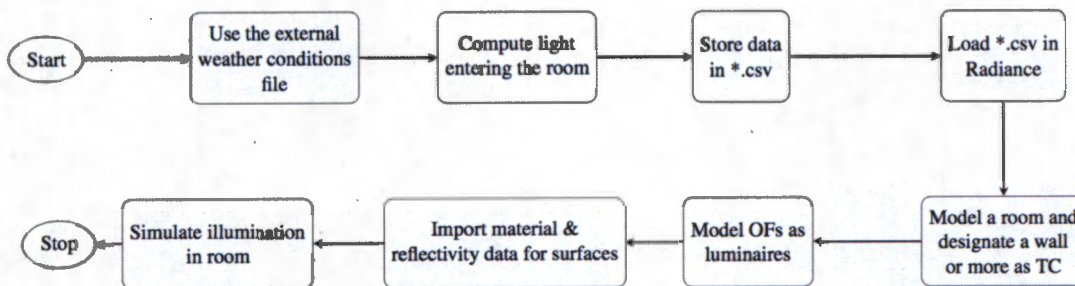 Start
Use the external
weather conditions
file
Compute light
entering the room
Store data
in *.csv
Load *.csv in
Radiance
Model a room and
designate a wall
or more as TC
Model OFs as
luminaires
Import material &
reflectivity data for surfaces
Simulate illumination
in room
Stop